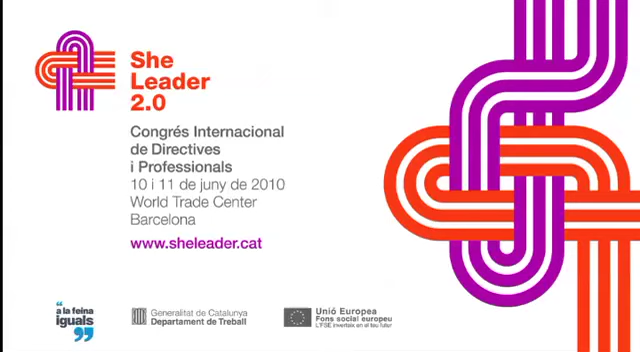 She
Leader
2.0
Congrés Internacional
de Directives
i Professionals
10 i 11 de juny de 2010
World Trade Center
Barcelona
www.sheleader.cat
“
a la feina
iguals
”
Generalitat de Catalunya
Departament de Treball
Unió Europea
Fons social europeu
L'FSE inverteix en el teu futur